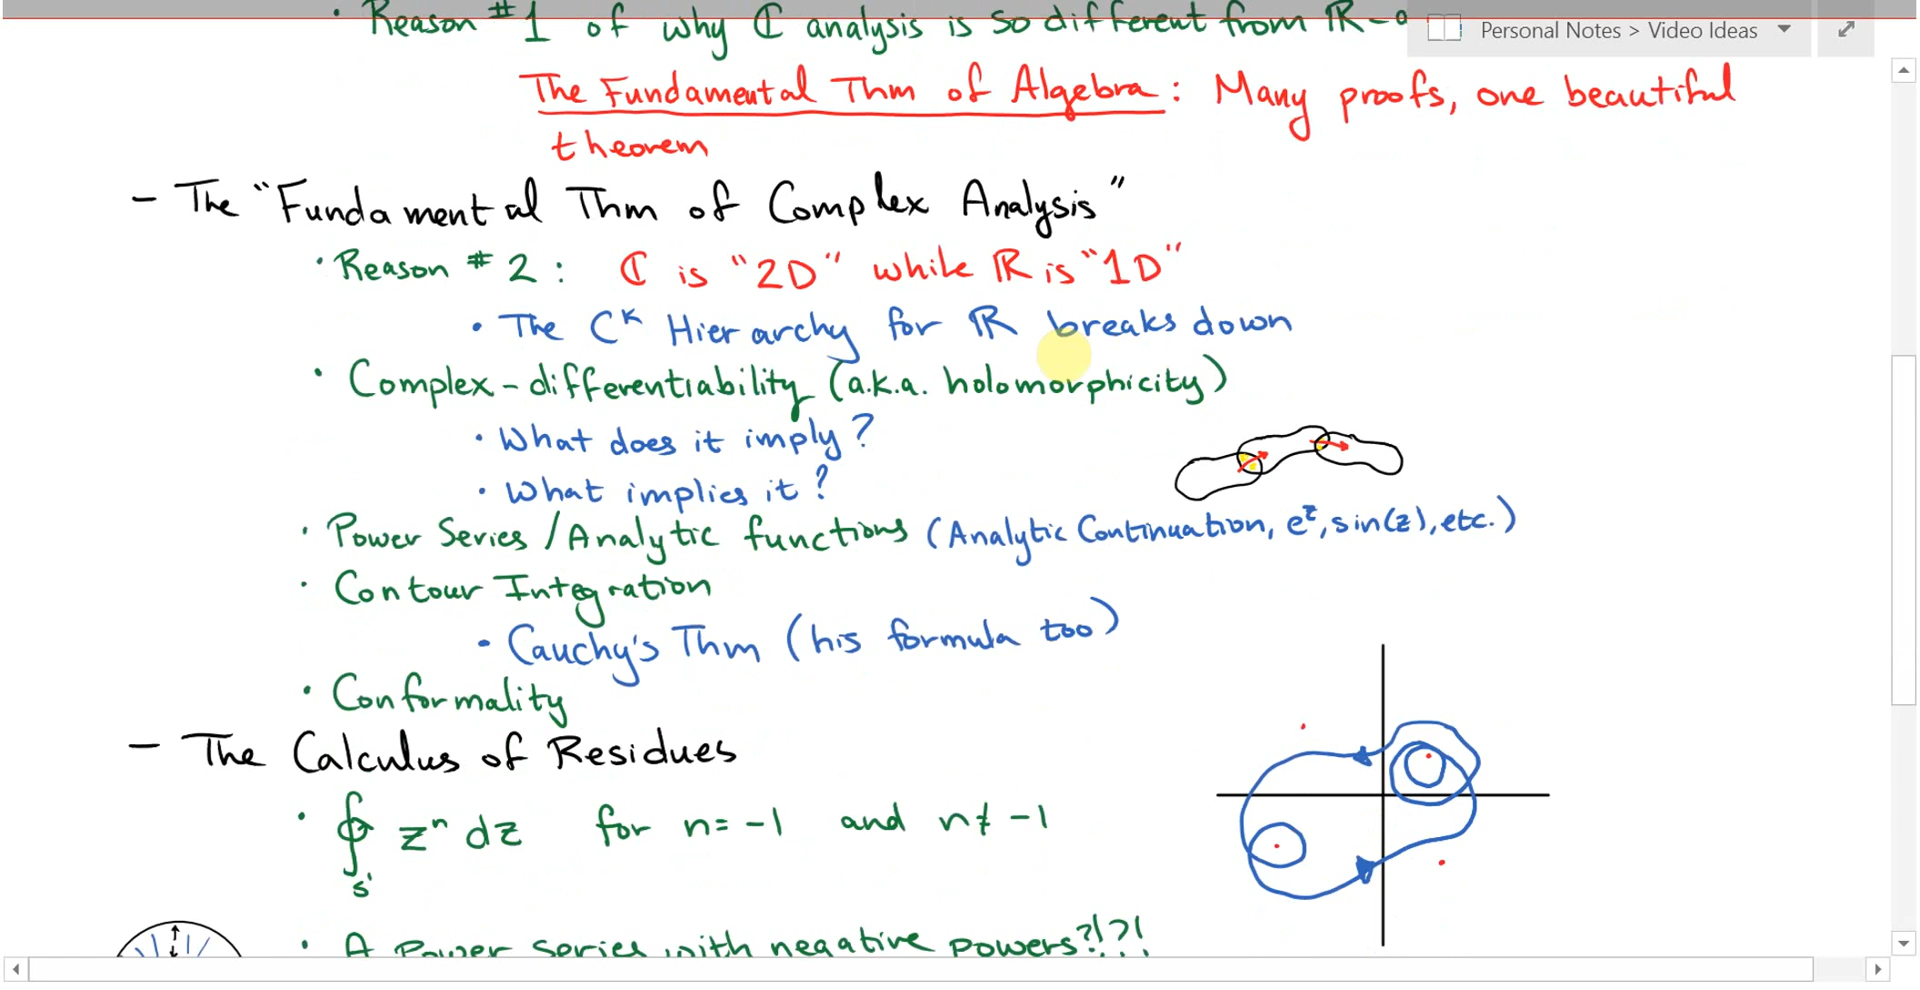 · Reason #1 of why ℂ analysis is so different from ℝ-
Personal Notes > Video Ideas
The Fundamental Thm of Algebra: Many proofs, one beautiful
theorem
- The "Fundamental Thm of Complex Analysis"
· Reason #2: ℂ is "2D" while ℝ is "1D"
· The Cᵏ Hierarchy for ℝ breaks down
· Complex-differentiability (a.k.a. holomorphicity)
· What does it imply?
· What implies it?
· Power Series/Analytic functions (Analytic Continuation, eᶻ, sin(z), etc.)
· Contour Integration
· Cauchy's Thm (his formula too)
· Conformality
- The Calculus of Residues
· ∮_S¹ zⁿ dz for n=-1 and n≠-1
· A Power series with negative powers?!?!